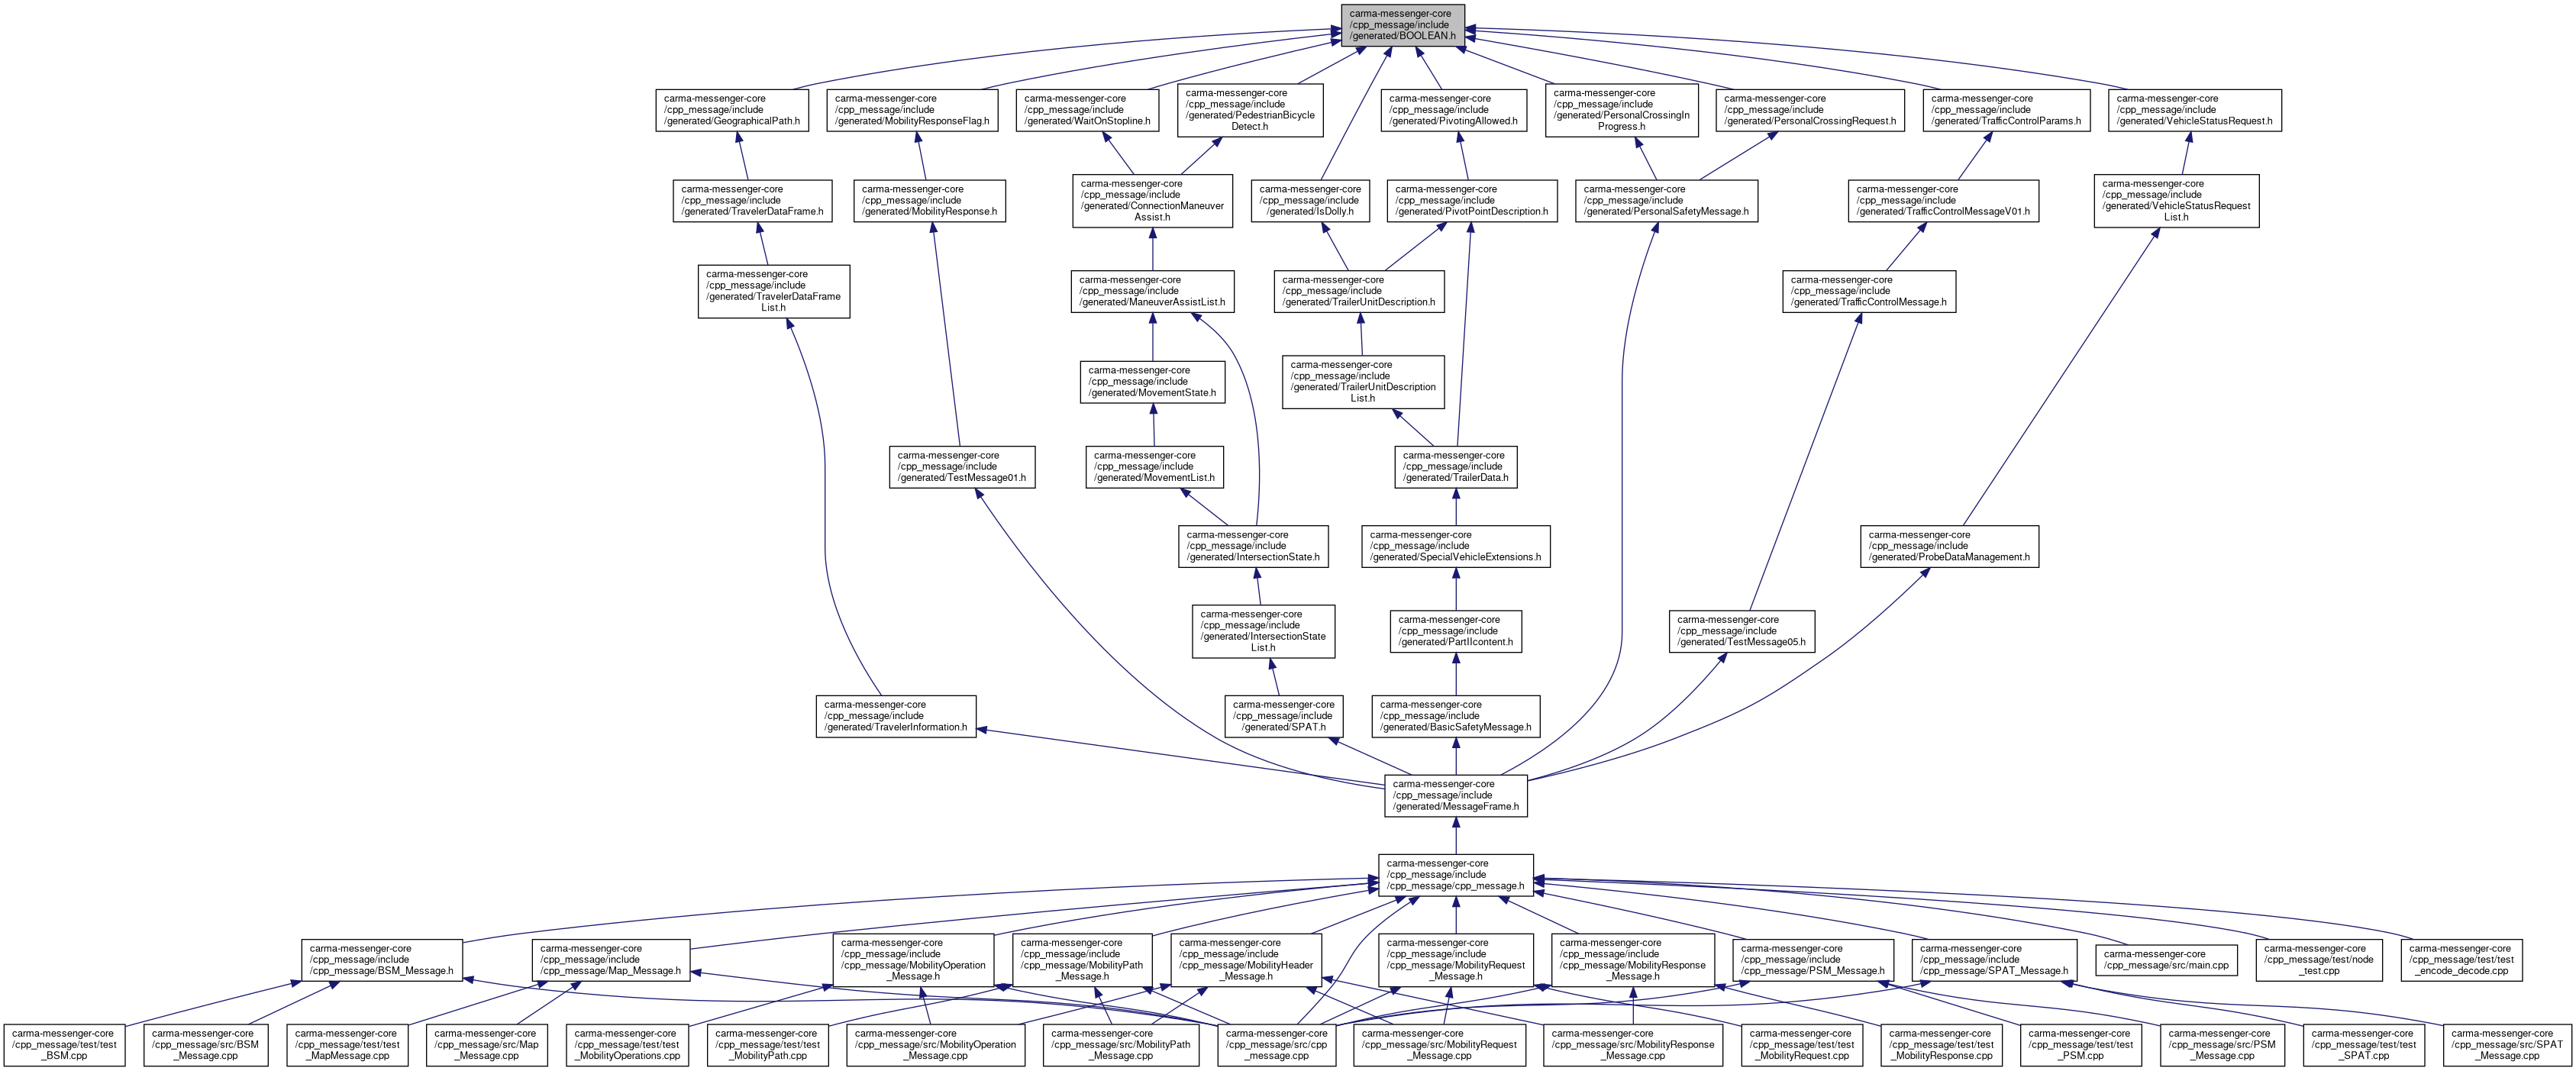 carma-messenger-core
/cpp_message/include
/generated/BOOLEAN.h
carma-messenger-core
/cpp_message/include
/generated/GeographicalPath.h
carma-messenger-core
/cpp_message/include
/generated/MobilityResponseFlag.h
carma-messenger-core
/cpp_message/include
/generated/WaitOnStopline.h
carma-messenger-core
/cpp_message/include
/generated/PedestrianBicycle
Detect.h
carma-messenger-core
/cpp_message/include
/generated/PivotingAllowed.h
carma-messenger-core
/cpp_message/include
/generated/PersonalCrossingIn
Progress.h
carma-messenger-core
/cpp_message/include
/generated/PersonalCrossingRequest.h
carma-messenger-core
/cpp_message/include
/generated/TrafficControlParams.h
carma-messenger-core
/cpp_message/include
/generated/VehicleStatusRequest.h
carma-messenger-core
/cpp_message/include
/generated/TravelerDataFrame.h
carma-messenger-core
/cpp_message/include
/generated/MobilityResponse.h
carma-messenger-core
/cpp_message/include
/generated/ConnectionManeuver
Assist.h
carma-messenger-core
/cpp_message/include
/generated/IsDolly.h
carma-messenger-core
/cpp_message/include
/generated/PivotPointDescription.h
carma-messenger-core
/cpp_message/include
/generated/PersonalSafetyMessage.h
carma-messenger-core
/cpp_message/include
/generated/TrafficControlMessageV01.h
carma-messenger-core
/cpp_message/include
/generated/VehicleStatusRequest
List.h
carma-messenger-core
/cpp_message/include
/generated/TravelerDataFrame
List.h
carma-messenger-core
/cpp_message/include
/generated/ManeuverAssistList.h
carma-messenger-core
/cpp_message/include
/generated/TrailerUnitDescription.h
carma-messenger-core
/cpp_message/include
/generated/TrafficControlMessage.h
carma-messenger-core
/cpp_message/include
/generated/MovementState.h
carma-messenger-core
/cpp_message/include
/generated/TrailerUnitDescription
List.h
carma-messenger-core
/cpp_message/include
/generated/TestMessage01.h
carma-messenger-core
/cpp_message/include
/generated/MovementList.h
carma-messenger-core
/cpp_message/include
/generated/TrailerData.h
carma-messenger-core
/cpp_message/include
/generated/IntersectionState.h
carma-messenger-core
/cpp_message/include
/generated/SpecialVehicleExtensions.h
carma-messenger-core
/cpp_message/include
/generated/ProbeDataManagement.h
carma-messenger-core
/cpp_message/include
/generated/IntersectionState
List.h
carma-messenger-core
/cpp_message/include
/generated/PartIIcontent.h
carma-messenger-core
/cpp_message/include
/generated/TestMessage05.h
carma-messenger-core
/cpp_message/include
/generated/TravelerInformation.h
carma-messenger-core
/cpp_message/include
/generated/SPAT.h
carma-messenger-core
/cpp_message/include
/generated/BasicSafetyMessage.h
carma-messenger-core
/cpp_message/include
/generated/MessageFrame.h
carma-messenger-core
/cpp_message/include
/cpp_message/cpp_message.h
carma-messenger-core
/cpp_message/include
/cpp_message/BSM_Message.h
carma-messenger-core
/cpp_message/include
/cpp_message/Map_Message.h
carma-messenger-core
/cpp_message/include
/cpp_message/MobilityOperation
_Message.h
carma-messenger-core
/cpp_message/include
/cpp_message/MobilityPath
_Message.h
carma-messenger-core
/cpp_message/include
/cpp_message/MobilityHeader
_Message.h
carma-messenger-core
/cpp_message/include
/cpp_message/MobilityRequest
_Message.h
carma-messenger-core
/cpp_message/include
/cpp_message/MobilityResponse
_Message.h
carma-messenger-core
/cpp_message/include
/cpp_message/PSM_Message.h
carma-messenger-core
/cpp_message/include
/cpp_message/SPAT_Message.h
carma-messenger-core
/cpp_message/src/main.cpp
carma-messenger-core
/cpp_message/test/node
_test.cpp
carma-messenger-core
/cpp_message/test/test
_encode_decode.cpp
carma-messenger-core
/cpp_message/test/test
_BSM.cpp
carma-messenger-core
/cpp_message/src/BSM
_Message.cpp
carma-messenger-core
/cpp_message/test/test
_MapMessage.cpp
carma-messenger-core
/cpp_message/src/Map
_Message.cpp
carma-messenger-core
/cpp_message/test/test
_MobilityOperations.cpp
carma-messenger-core
/cpp_message/test/test
_MobilityPath.cpp
carma-messenger-core
/cpp_message/src/MobilityOperation
_Message.cpp
carma-messenger-core
/cpp_message/src/MobilityPath
_Message.cpp
carma-messenger-core
/cpp_message/src/cpp
_message.cpp
carma-messenger-core
/cpp_message/src/MobilityRequest
_Message.cpp
carma-messenger-core
/cpp_message/src/MobilityResponse
_Message.cpp
carma-messenger-core
/cpp_message/test/test
_MobilityRequest.cpp
carma-messenger-core
/cpp_message/test/test
_MobilityResponse.cpp
carma-messenger-core
/cpp_message/test/test
_PSM.cpp
carma-messenger-core
/cpp_message/src/PSM
_Message.cpp
carma-messenger-core
/cpp_message/test/test
_SPAT.cpp
carma-messenger-core
/cpp_message/src/SPAT
_Message.cpp